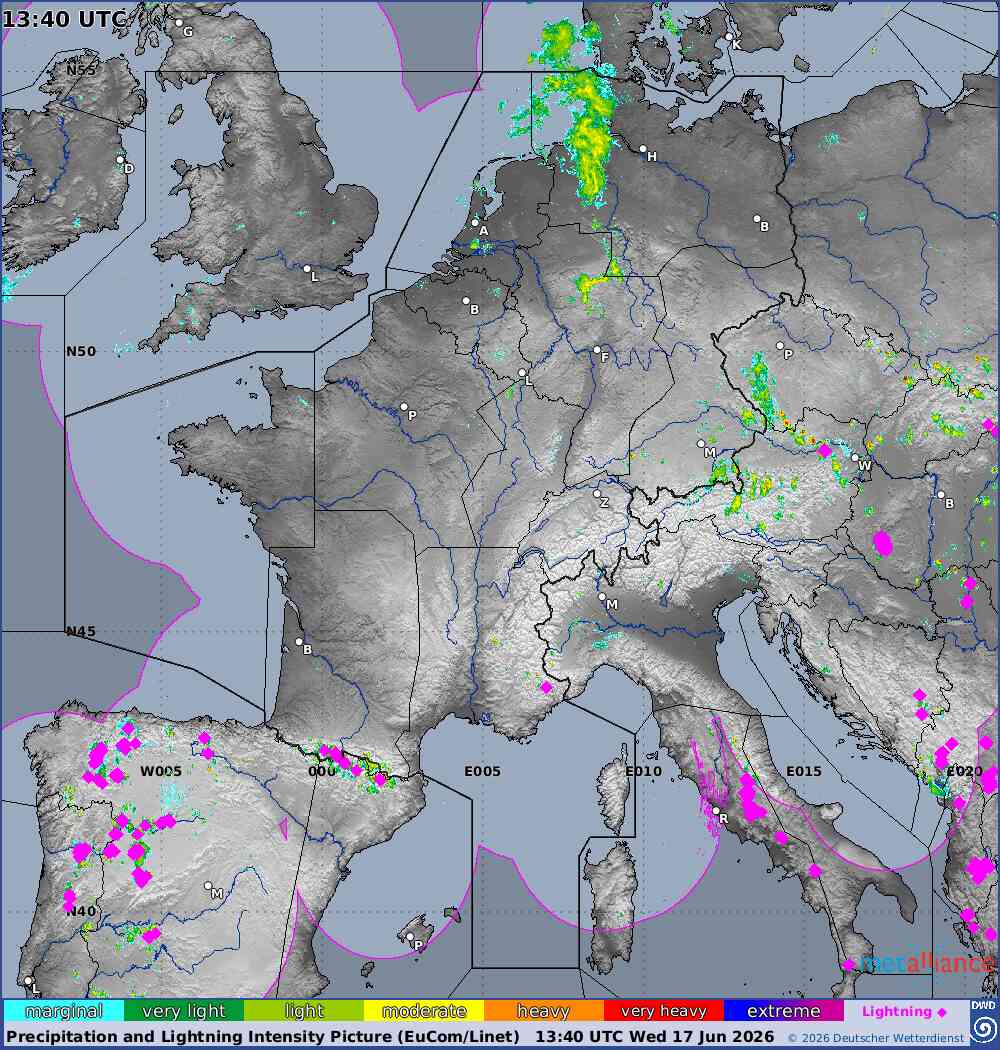 13:40 UTC
G
K
N55
D
H
A
B
L
B
N50
P
F
L
P
M
W
Z
B
M
N45
B
W005
000
E005
E010
E015
E020
R
M
N40
P
L
metalliance
marginal very light light moderate heavy very heavy extreme Lightning
DWD
Precipitation and Lightning Intensity Picture (EuCom/Linet) 13:40 UTC Wed 17 Jun 2026 © 2026 Deutscher Wetterdienst